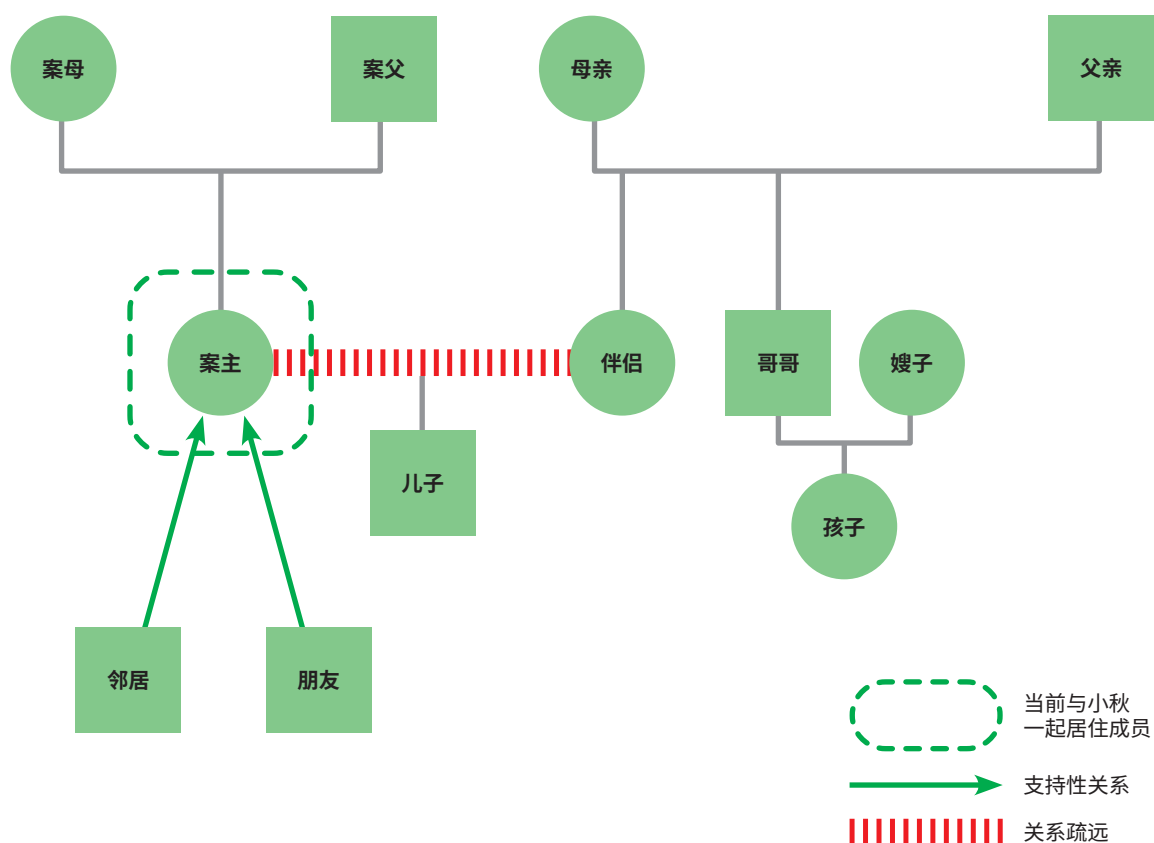 案母
案父
母亲
父亲
案主
伴侣
哥哥
嫂子
儿子
孩子
邻居
朋友
当前与小秋
一起居住成员
支持性关系
关系疏远